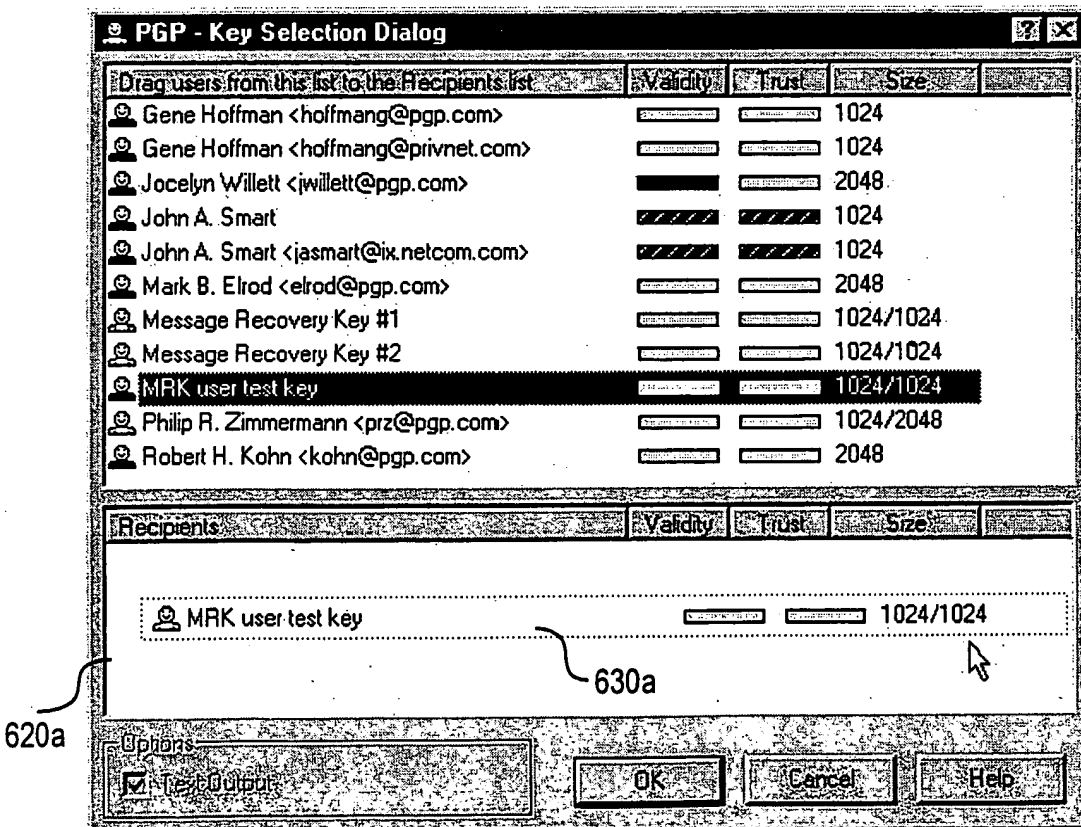 PGP - Key Selection Dialog
Drag users from this list to the Recipients list Validity Trust Size
Gene Hoffman <hoffmang@pgp.com> 1024
Gene Hoffman <hoffmang@privnet.com> 1024
Jocelyn Willett <jwillett@pgp.com> 2048
John A. Smart 1024
John A. Smart <jasmart@ix.netcom.com> 1024
Mark B. Elrod <elrod@pgp.com> 2048
Message Recovery Key #1 1024/1024
Message Recovery Key #2 1024/1024
MRK user test key 1024/1024
Philip R. Zimmermann <prz@pgp.com> 1024/2048
Robert H. Kohn <kohn@pgp.com> 2048
Recipients Validity Trust Size
MRK user test key 1024/1024
630a
620a
Options
Text Output
OK Cancel Help